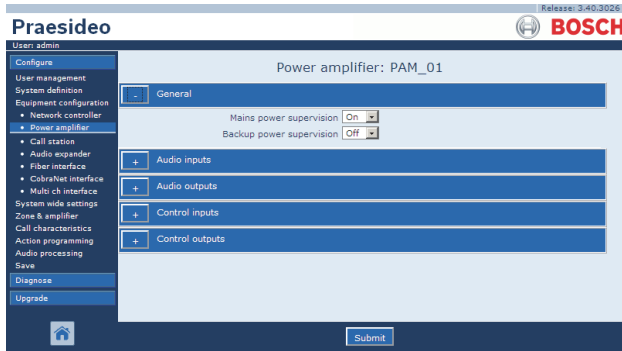 Release: 3.40.3026
Praesideo
BOSCH
User: admin
Configure
User management
System definition
Equipment configuration
• Network controller
• Power amplifier
• Call station
• Audio expander
• Fiber interface
• CobraNet interface
• Multi ch interface
System wide settings
Zone & amplifier
Call characteristics
Action programming
Audio processing
Save
Diagnose
Upgrade
Power amplifier: PAM_01
- General
Mains power supervision On
Backup power supervision Off
+ Audio inputs
+ Audio outputs
+ Control inputs
+ Control outputs
Submit